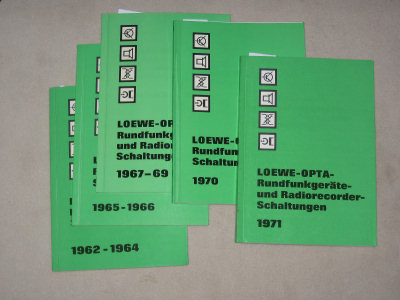 1962-1964
1965-1966
LOEWE-OP
Rundfunkg
und Radior
Schaltunge
1967-69
LOEWE-OPTA-
Rundfunk
Schaltun
1970
LOEWE-OPTA-
Rundfunkgeräte-
und Radiorecorder-
Schaltungen
1971